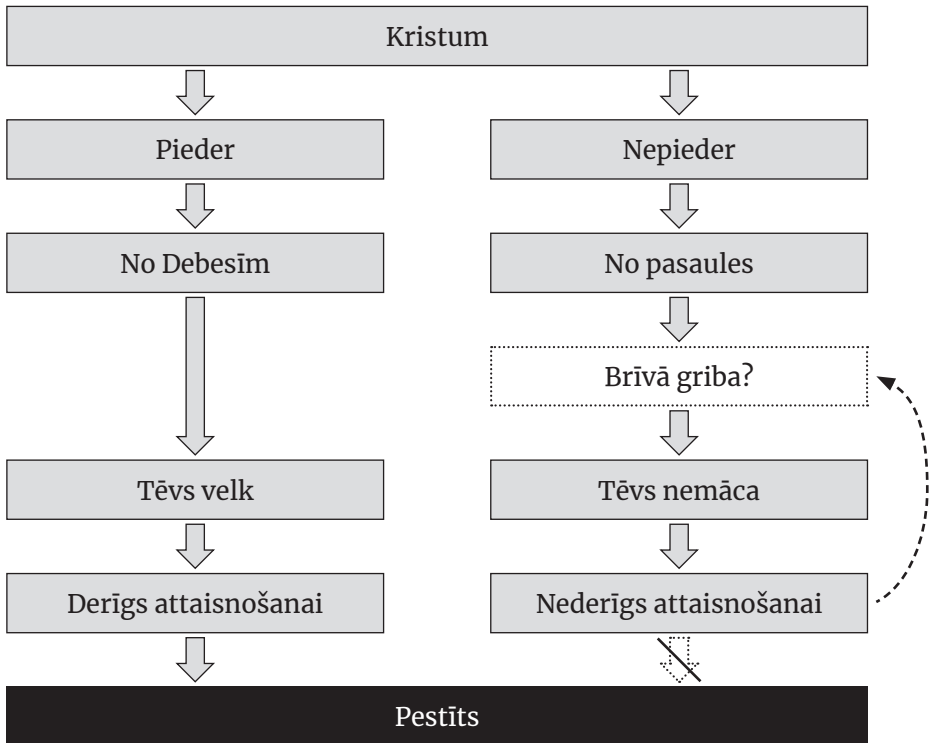 Kristum
Pieder
Nepieder
No Debesīm
No pasaules
Brīvā griba?
Tēvs velk
Tēvs nemāca
Derīgs attaisnošanai
Nederīgs attaisnošanai
Pestīts